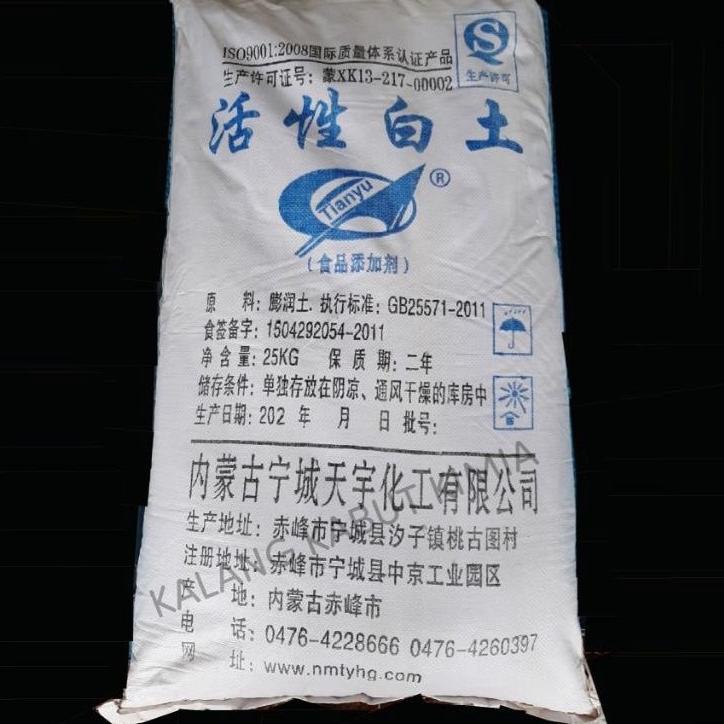 ISO9001:2008国际质量体系认证产品
生产许可证号：蒙XK13-217-00002
生产许可
活性白土
Tianyu ®
（食品添加剂）
原 料：膨润土. 执行标准：GB25571-2011
食签备字：1504292054-2011
净含量：25KG 保质期：二年
储存条件：单独存放在阴凉、通风干燥的库房中
生产日期：202 年 月 日 批号：
内蒙古宁城天宇化工有限公司
生产地址：赤峰市宁城县汐子镇桃古图村
注册地址：赤峰市宁城县中京工业园区
产 地：内蒙古赤峰市
电 话：0476-4228666 0476-4260397
网 址：www.nmtyhg.com
KALANG KABUT KIMIA